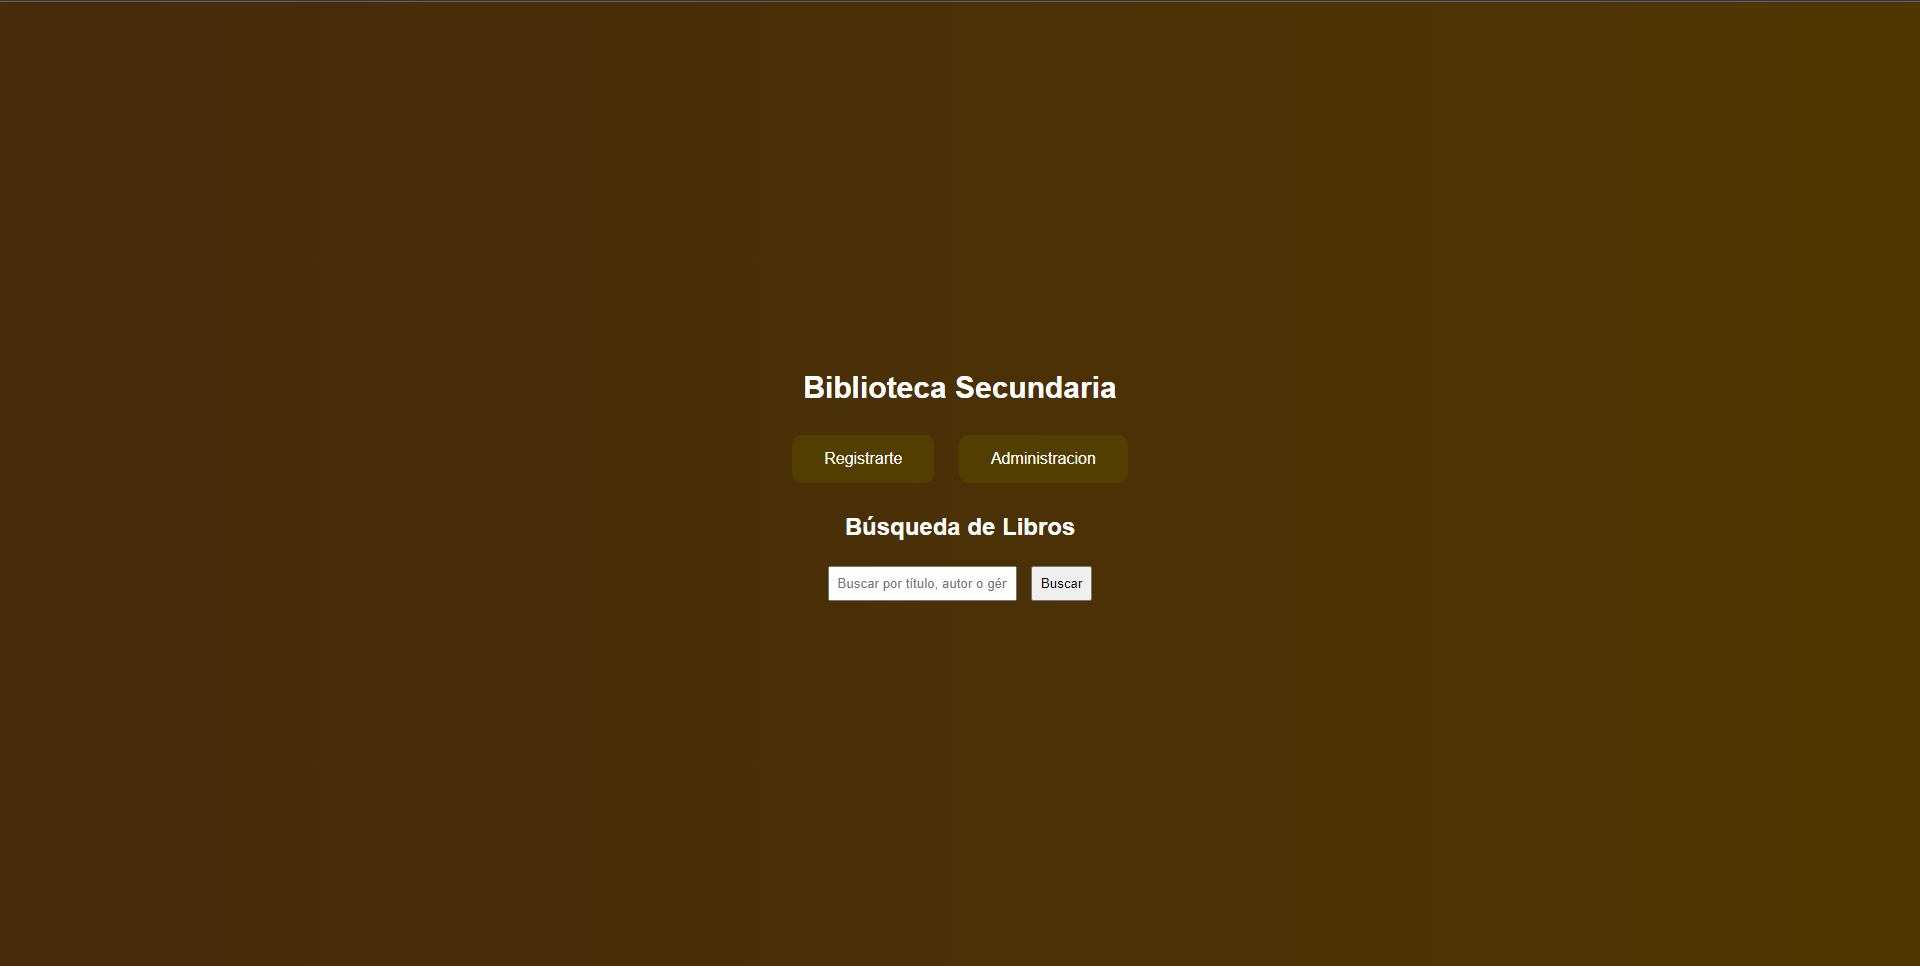 Biblioteca Secundaria
Registrarte Administracion
Búsqueda de Libros
Buscar por título, autor o gér Buscar